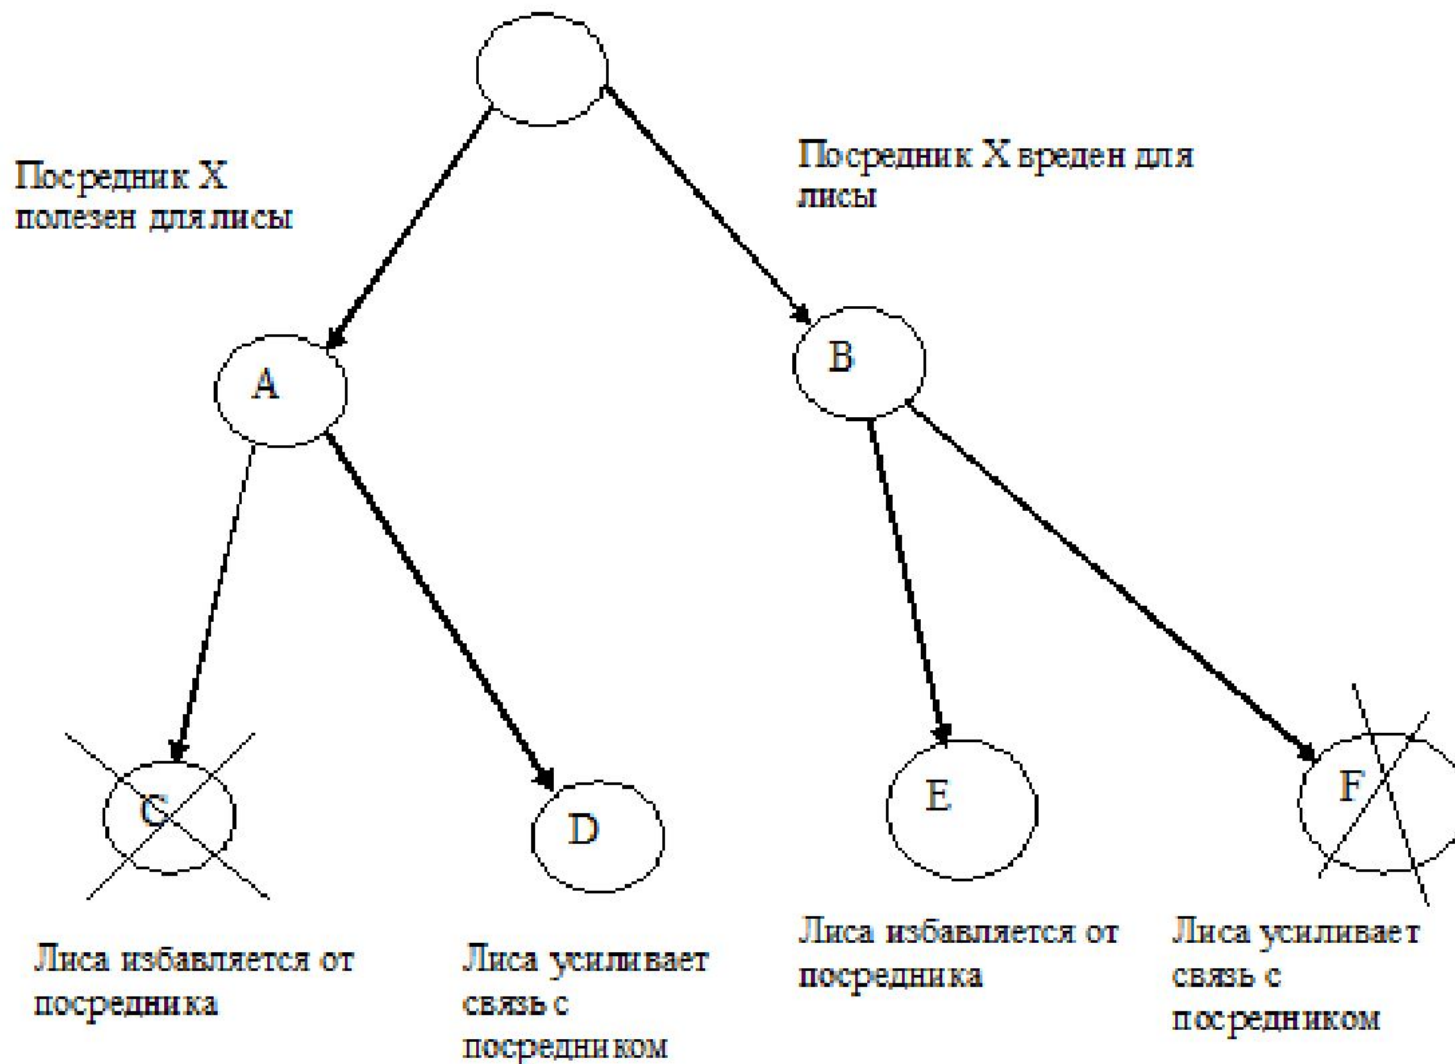 Посредник X
полезен для лисы
Посредник X вреден для
лисы
A
B
C
D
E
F
Лиса избавляется от
посредника
Лиса усиливает
связь с
посредником
Лиса избавляется от
посредника
Лиса усиливает
связь с
посредником